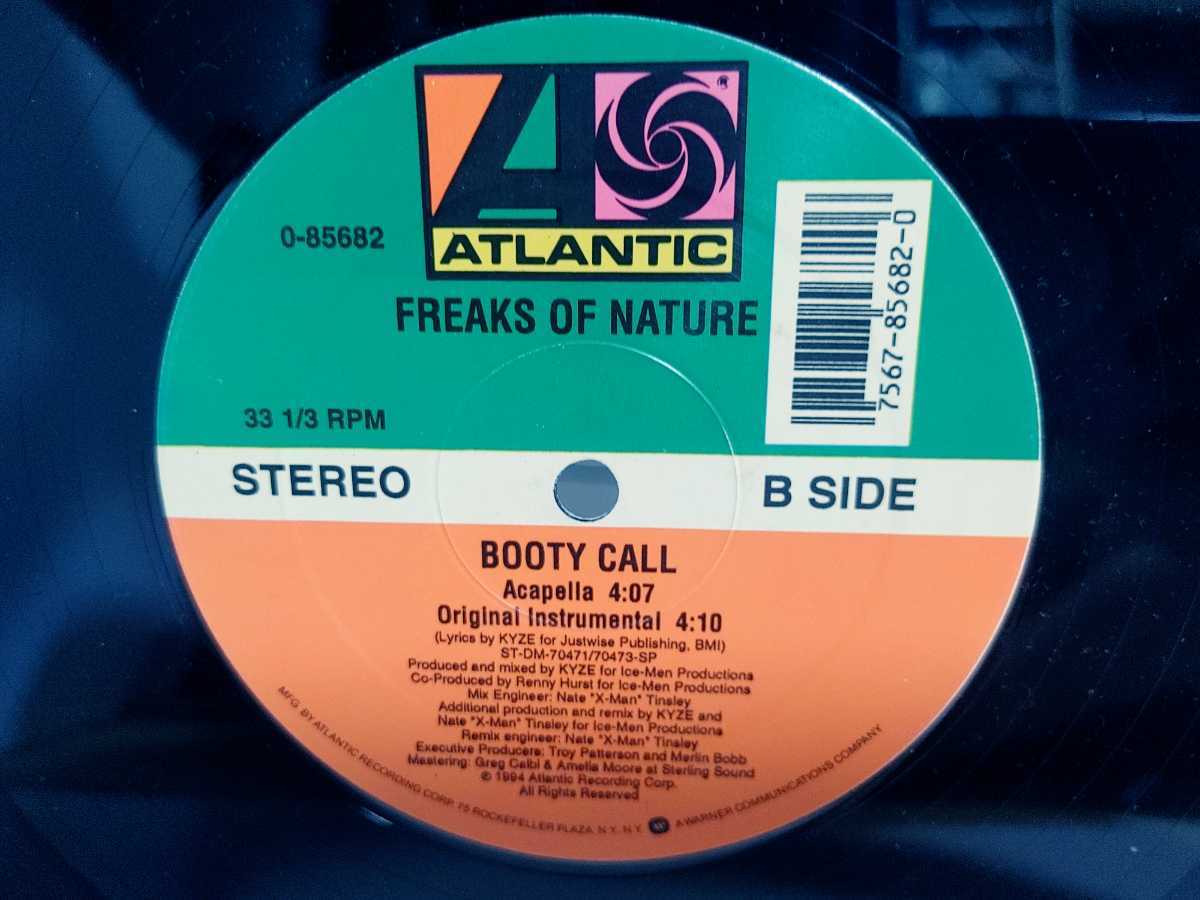 A
®
ATLANTIC
0-85682
FREAKS OF NATURE
7567-85682-0
33 1/3 RPM
STEREO
B SIDE
BOOTY CALL
Acapella 4:07
Original Instrumental 4:10
(Lyrics by KYZE for Justwise Publishing, BMI)
ST-DM-70471/70473-SP
Produced and mixed by KYZE for Ice-Men Productions
Co-Produced by Renny Hurst for Ice-Men Productions
Mix Engineer: Nate "X-Man" Tinsley
Additional production and remix by KYZE and
Nate "X-Man" Tinsley for Ice-Men Productions
Remix engineer: Nate "X-Man" Tinsley
Executive Producers: Troy Patterson and Merlin Bobb
Mastering: Greg Calbi & Amelia Moore at Sterling Sound
© 1994 Atlantic Recording Corp.
All Rights Reserved
MFG. BY ATLANTIC RECORDING CORP. 75 ROCKEFELLER PLAZA N.Y. N.Y. A WARNER COMMUNICATIONS COMPANY